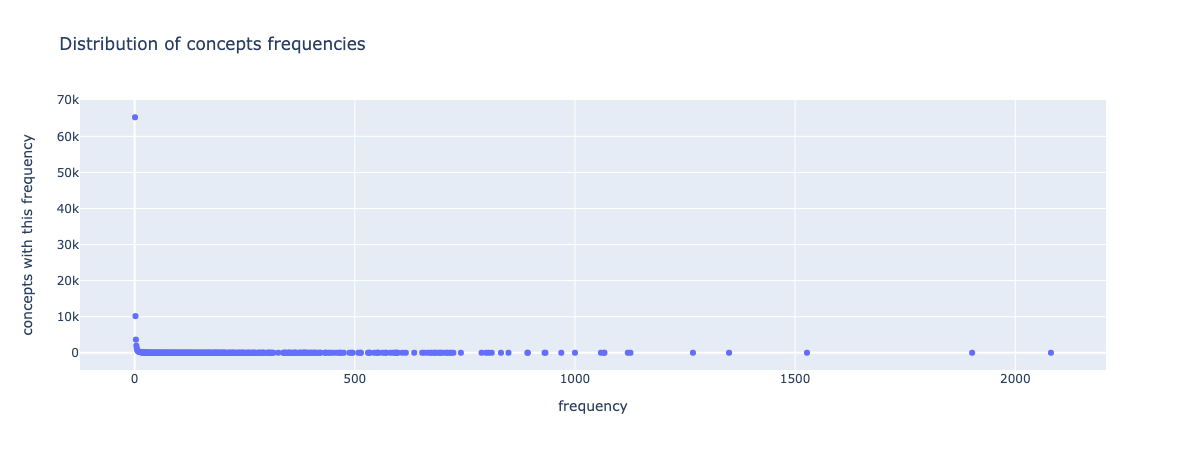 Distribution of concepts frequencies
70k
60k
50k
40k
30k
20k
10k
0
concepts with this frequency
0 500 1000 1500 2000
frequency